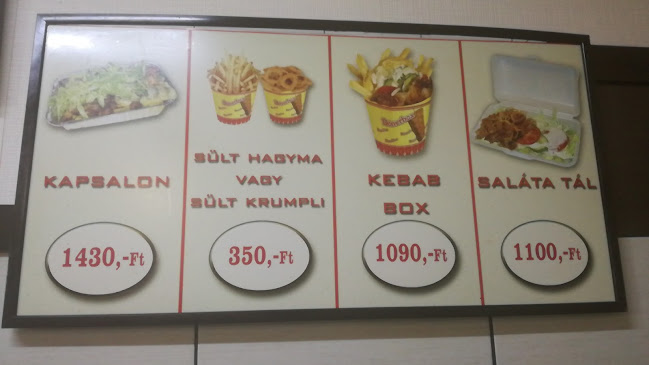 KAPSALON
1430,-Ft
SÜLT HAGYMA
VAGY
SÜLT KRUMPLI
350,-Ft
KEBAB
BOX
1090,-Ft
SALÁTA TÁL
1100,-Ft